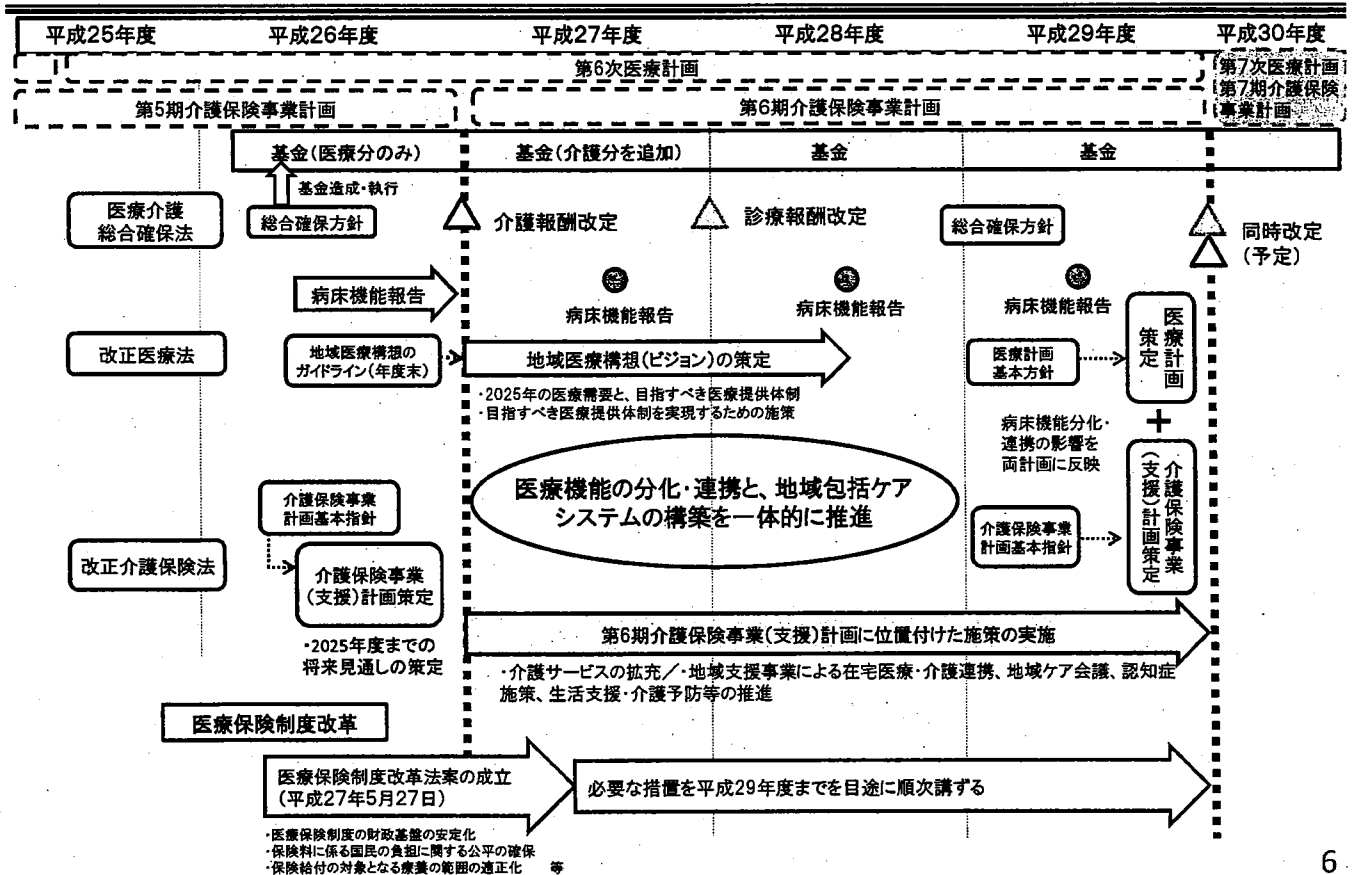 平成25年度
平成26年度
平成27年度
平成28年度
平成29年度
平成30年度
第6次医療計画
第7次医療計画
第7期介護保険
事業計画
第5期介護保険事業計画
第6期介護保険事業計画
基金(医療分のみ)
基金(介護分を追加)
基金
基金
基金造成・執行
医療介護
総合確保法
総合確保方針
介護報酬改定
診療報酬改定
総合確保方針
同時改定
(予定)
病床機能報告
病床機能報告
病床機能報告
病床機能報告
改正医療法
地域医療構想の
ガイドライン(年度末)
地域医療構想(ビジョン)の策定
・2025年の医療需要と、目指すべき医療提供体制
・目指すべき医療提供体制を実現するための施策
医療計画
基本方針
医療計画
策定
病床機能分化・
連携の影響を
両計画に反映
+
医療機能の分化・連携と、地域包括ケア
システムの構築を一体的に推進
介護保険事業
計画基本指針
介護保険事業
計画基本指針
介護保険事業
(支援)計画策定
改正介護保険法
介護保険事業
(支援)計画策定
・2025年度までの
将来見通しの策定
第6期介護保険事業(支援)計画に位置付けた施策の実施
・介護サービスの拡充/・地域支援事業による在宅医療・介護連携、地域ケア会議、認知症
施策、生活支援・介護予防等の推進
医療保険制度改革
医療保険制度改革法案の成立
(平成27年5月27日)
必要な措置を平成29年度までを目途に順次講ずる
・医療保険制度の財政基盤の安定化
・保険料に係る国民の負担に関する公平の確保
・保険給付の対象となる療養の範囲の適正化 等
6